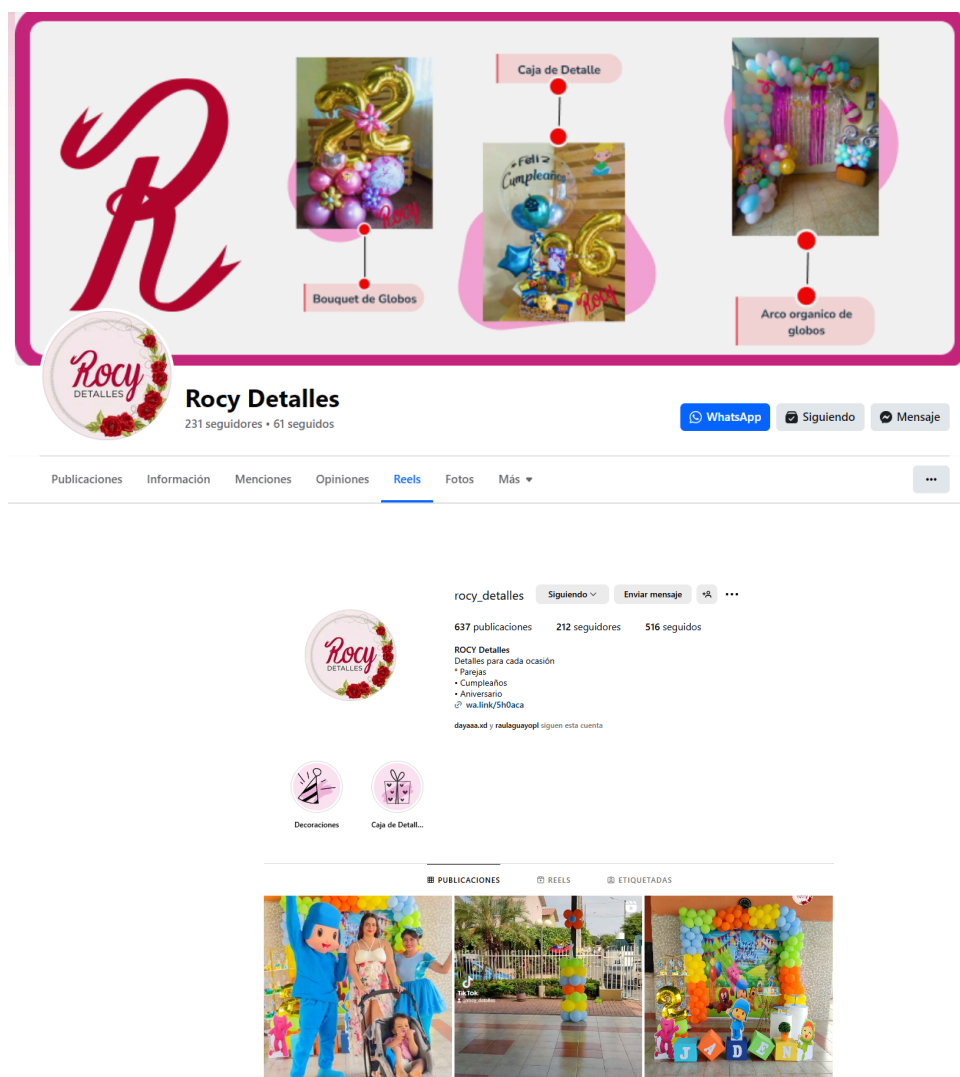 R
22
Rocy
Bouquet de Globos
Caja de Detalle
Feliz
Cumpleaños
26
Rocy
Arco organico de
globos
Rocy
DETALLES
Rocy Detalles
231 seguidores • 61 seguidos
WhatsApp
Siguiendo
Mensaje
Publicaciones Información Menciones Opiniones Reels Fotos Más
rocy_detalles Siguiendo Enviar mensaje
637 publicaciones 212 seguidores 516 seguidos
Rocy
DETALLES
ROCY Detalles
Detalles para cada ocasión
* Parejas
• Cumpleaños
• Aniversario
wa.link/5h0aca
dayaaa.xd y raulaguayopl siguen esta cuenta
Decoraciones
Caja de Detall...
PUBLICACIONES REELS ETIQUETADAS
TikTok
JADEN